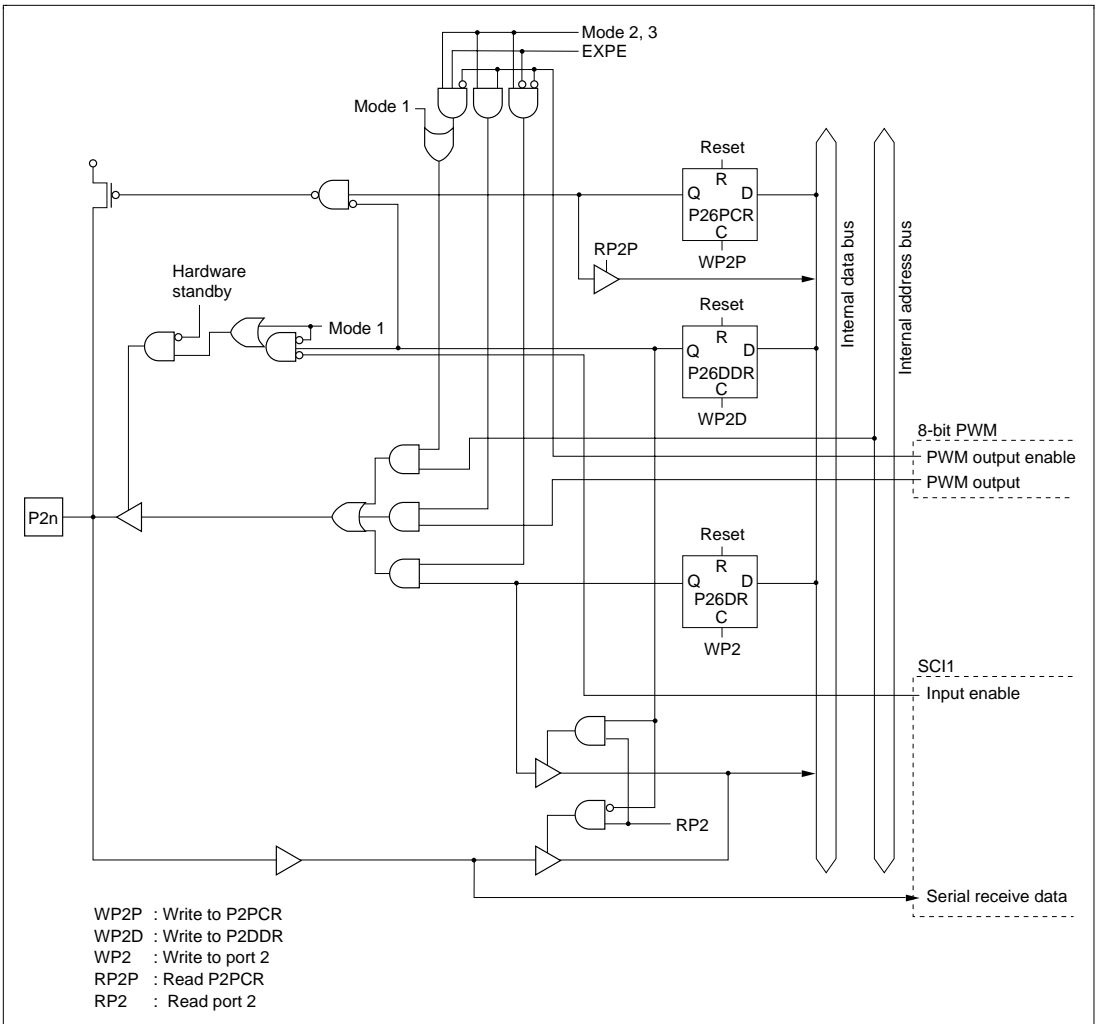 Mode 2, 3
EXPE
Mode 1
Reset
R
Q D
P26PCR
C
WP2P
RP2P
Internal data bus
Internal address bus
Hardware
standby
Mode 1
Reset
R
Q D
P26DDR
C
WP2D
8-bit PWM
PWM output enable
PWM output
P2n
Reset
R
Q D
P26DR
C
WP2
SCI1
Input enable
RP2
Serial receive data
WP2P : Write to P2PCR
WP2D : Write to P2DDR
WP2 : Write to port 2
RP2P : Read P2PCR
RP2 : Read port 2